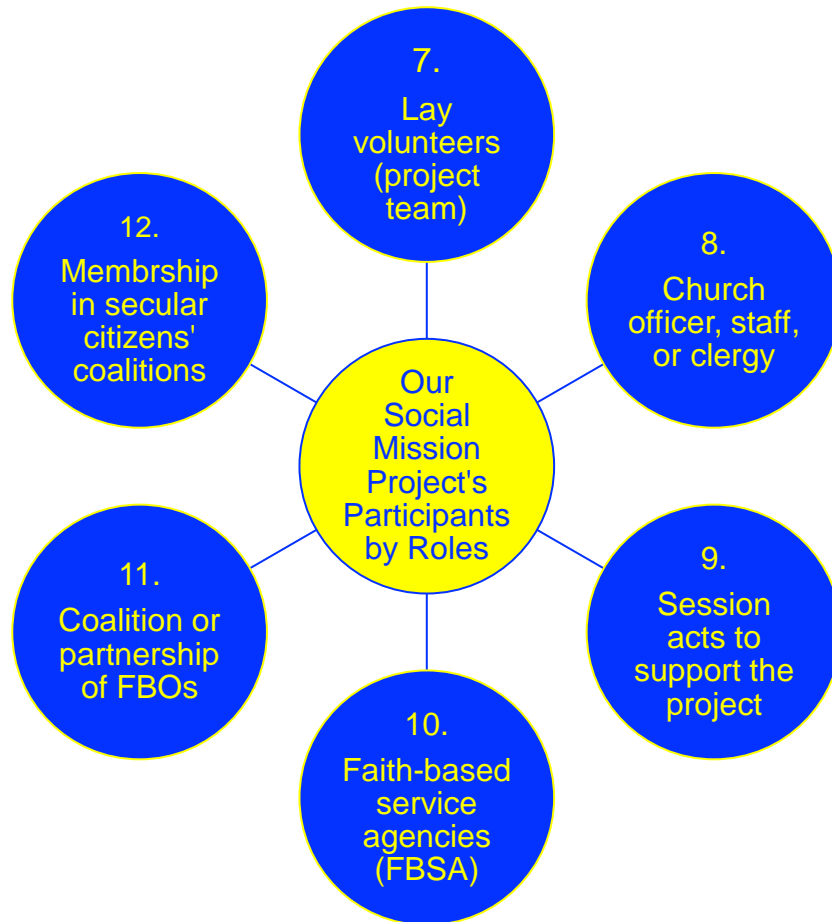 7.
Lay
volunteers
(project
team)
8.
Church
officer, staff,
or clergy
9.
Session
acts to
support the
project
10.
Faith-based
service
agencies
(FBSA)
11.
Coalition or
partnership
of FBOs
12.
Membrship
in secular
citizens'
coalitions
Our
Social
Mission
Project's
Participants
by Roles